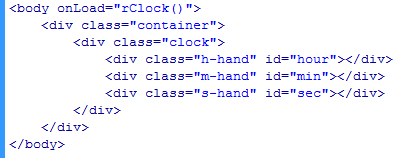 <body onLoad="rClock()">
<div class="container">
<div class="clock">
<div class="h-hand" id="hour"></div>
<div class="m-hand" id="min"></div>
<div class="s-hand" id="sec"></div>
</div>
</div>
</body>